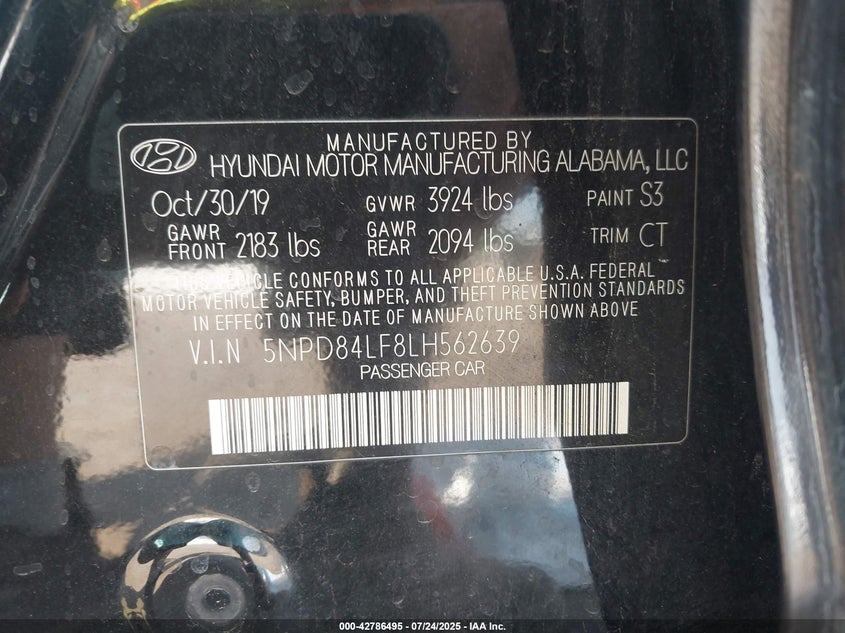 MANUFACTURED BY
HYUNDAI MOTOR MANUFACTURING ALABAMA, LLC
Oct/30/19 GVWR 3924 lbs PAINT S3
GAWR FRONT 2183 lbs GAWR REAR 2094 lbs TRIM CT
THIS VEHICLE CONFORMS TO ALL APPLICABLE U.S.A. FEDERAL
MOTOR VEHICLE SAFETY, BUMPER, AND THEFT PREVENTION STANDARDS
IN EFFECT ON THE DATE OF MANUFACTURE SHOWN ABOVE
V.I.N 5NPD84LF8LH562639
PASSENGER CAR
000-42786495 - 07/24/2025 - IAA Inc.